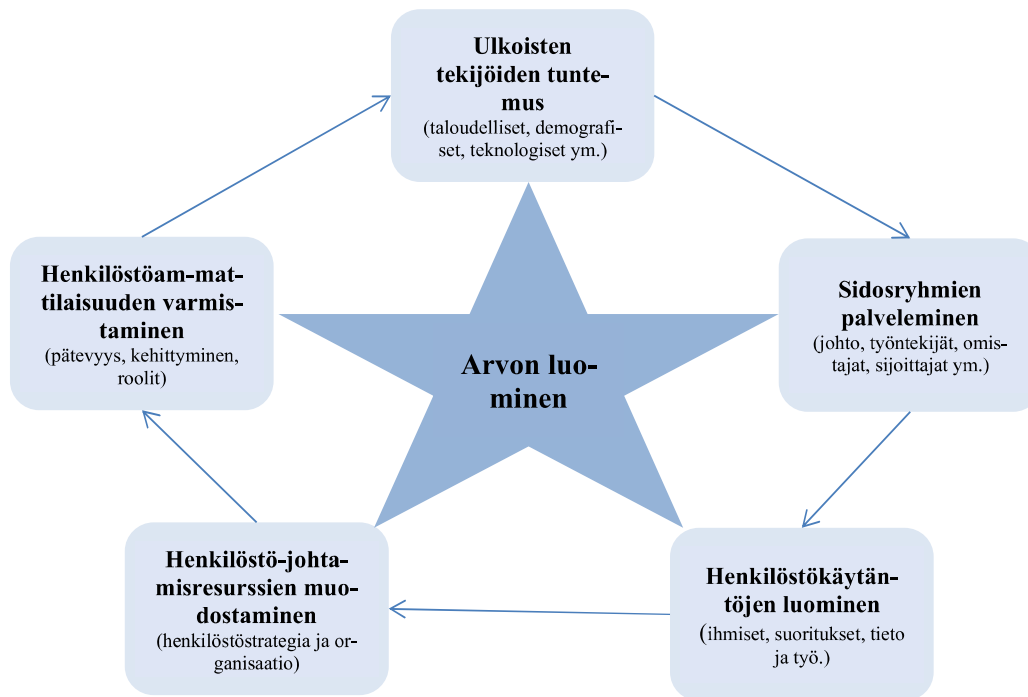 Ulkoisten
tekijöiden tunte-
mus
(taloudelliset, demografi-
set, teknologiset ym.)
Sidosryhmien
palveleminen
(johto, työntekijät, omis-
tajat, sijoittajat ym.)
Henkilöstökäytän-
töjen luominen
(ihmiset, suoritukset, tieto
ja työ.)
Henkilöstö-johta-
misresurssien muo-
dostaminen
(henkilöstöstrategia ja or-
ganisaatio)
Henkilöstöam-mat-
tilaisuuden varmis-
taminen
(pätevyys, kehittyminen,
roolit)
Arvon luo-
minen